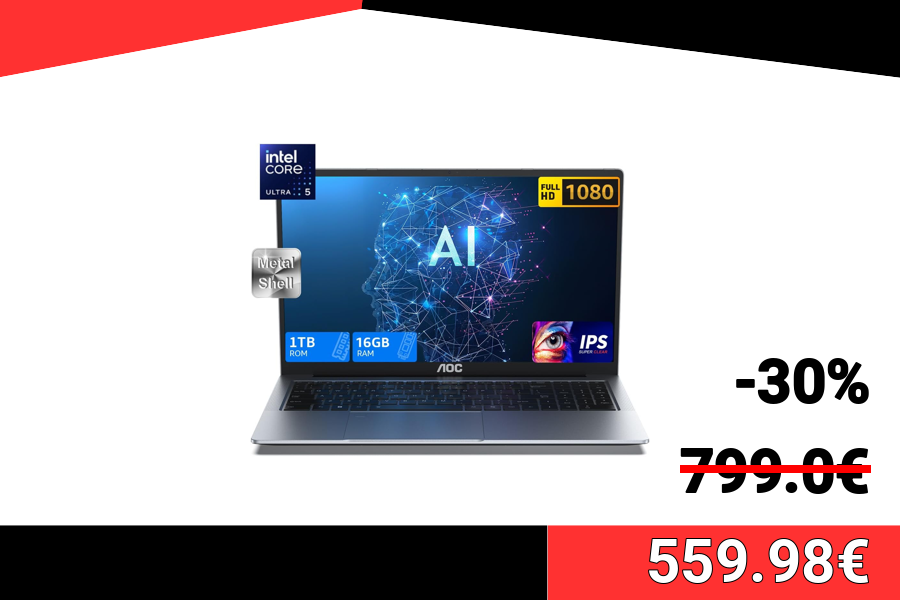 intel
CORE
ULTRA 5
FULL HD 1080
AI
Metal
Shell
1TB
ROM
16GB
RAM
IPS
SUPER CLEAR
AOC
-30%
799.0€
559.98€